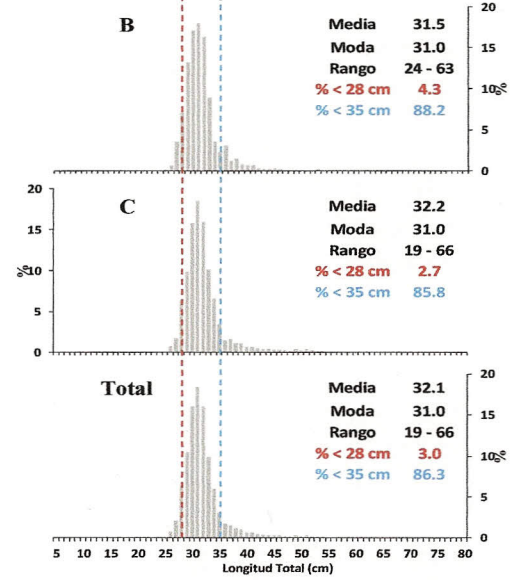 B
Media 31.5
Moda 31.0
Rango 24 - 63
% < 28 cm 4.3
% < 35 cm 88.2
20
15
10
5
0
%
C
Media 32.2
Moda 31.0
Rango 19 - 66
% < 28 cm 2.7
% < 35 cm 85.8
20
15
10
5
0
%
Total
Media 32.1
Moda 31.0
Rango 19 - 66
% < 28 cm 3.0
% < 35 cm 86.3
20
15
10
5
0
%
5 10 15 20 25 30 35 40 45 50 55 60 65 70 75 80
Longitud Total (cm)